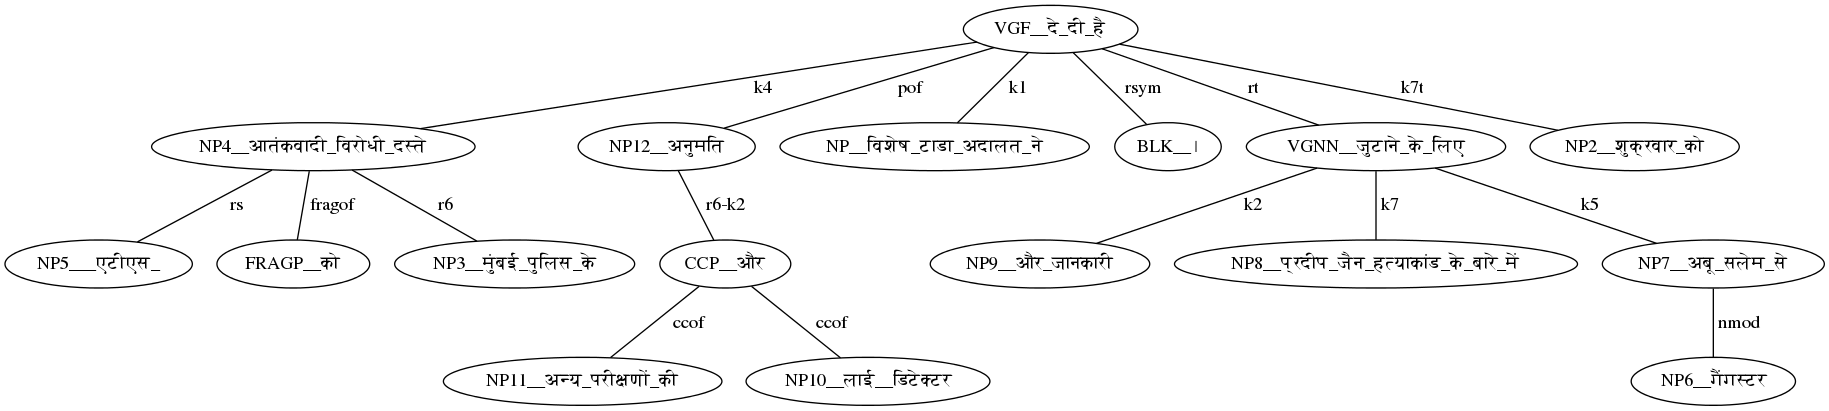 VGF__दे_दी_है
k4
pof
k1
rsym
rt
k7t
NP4__आतंकवादी_विरोधी_दस्ते
NP12__अनुमति
NP__विशेष_टाडा_अदालत_ने
BLK__।
VGNN__जुटाने_के_लिए
NP2__शुक्रवार_को
rs
fragof
r6
r6-k2
k2
k7
k5
NP5___एटीएस_
FRAGP__को
NP3__मुंबई_पुलिस_के
CCP__और
NP9__और_जानकारी
NP8__प्रदीप_जैन_हत्याकांड_के_बारे_में
NP7__अबू_सलेम_से
ccof
ccof
nmod
NP11__अन्य_परीक्षणों_की
NP10__लाई__डिटेक्टर
NP6__गैंगस्टर